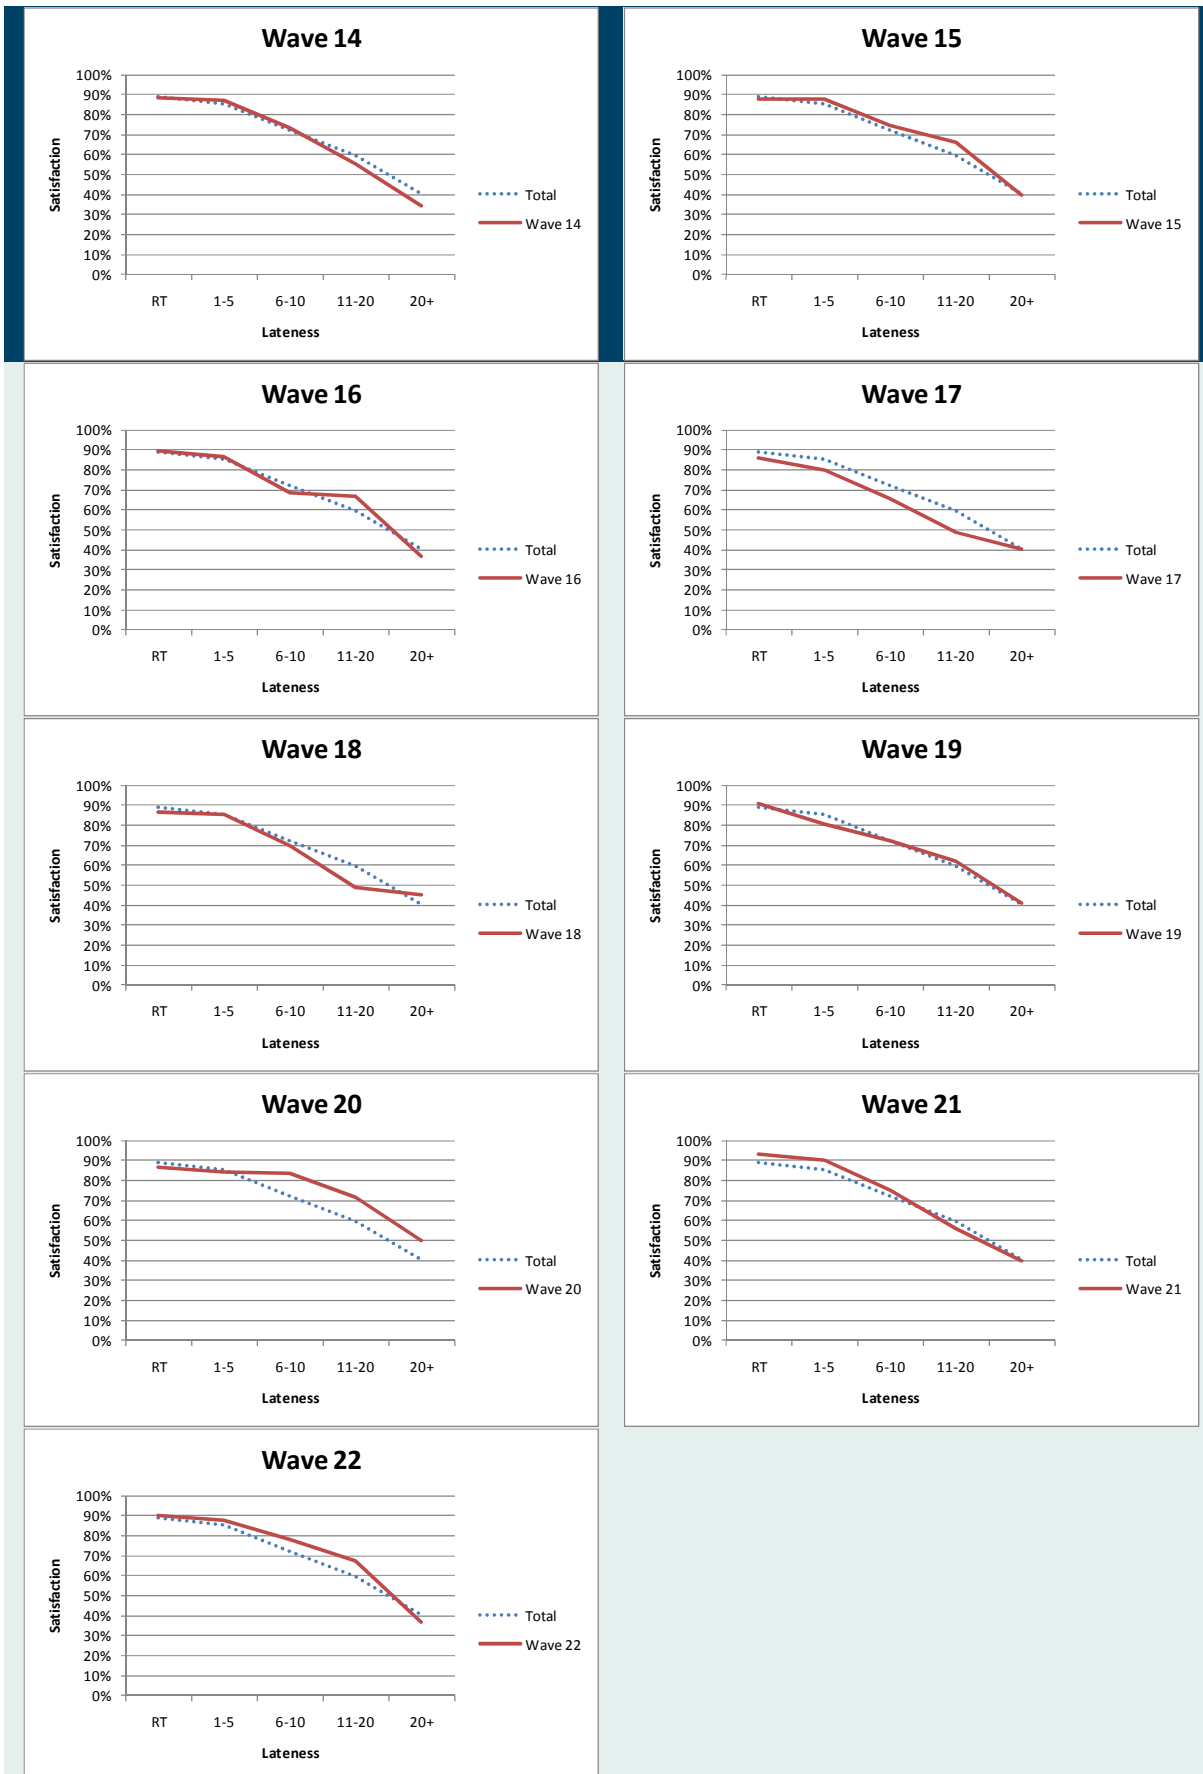 Wave 14
100%
90%
80%
70%
60%
50%
40%
30%
20%
10%
0%
Satisfaction
RT 1-5 6-10 11-20 20+
Lateness
Total
Wave 14
Wave 15
100%
90%
80%
70%
60%
50%
40%
30%
20%
10%
0%
Satisfaction
RT 1-5 6-10 11-20 20+
Lateness
Total
Wave 15
Wave 16
100%
90%
80%
70%
60%
50%
40%
30%
20%
10%
0%
Satisfaction
RT 1-5 6-10 11-20 20+
Lateness
Total
Wave 16
Wave 17
100%
90%
80%
70%
60%
50%
40%
30%
20%
10%
0%
Satisfaction
RT 1-5 6-10 11-20 20+
Lateness
Total
Wave 17
Wave 18
100%
90%
80%
70%
60%
50%
40%
30%
20%
10%
0%
Satisfaction
RT 1-5 6-10 11-20 20+
Lateness
Total
Wave 18
Wave 19
100%
90%
80%
70%
60%
50%
40%
30%
20%
10%
0%
Satisfaction
RT 1-5 6-10 11-20 20+
Lateness
Total
Wave 19
Wave 20
100%
90%
80%
70%
60%
50%
40%
30%
20%
10%
0%
Satisfaction
RT 1-5 6-10 11-20 20+
Lateness
Total
Wave 20
Wave 21
100%
90%
80%
70%
60%
50%
40%
30%
20%
10%
0%
Satisfaction
RT 1-5 6-10 11-20 20+
Lateness
Total
Wave 21
Wave 22
100%
90%
80%
70%
60%
50%
40%
30%
20%
10%
0%
Satisfaction
RT 1-5 6-10 11-20 20+
Lateness
Total
Wave 22